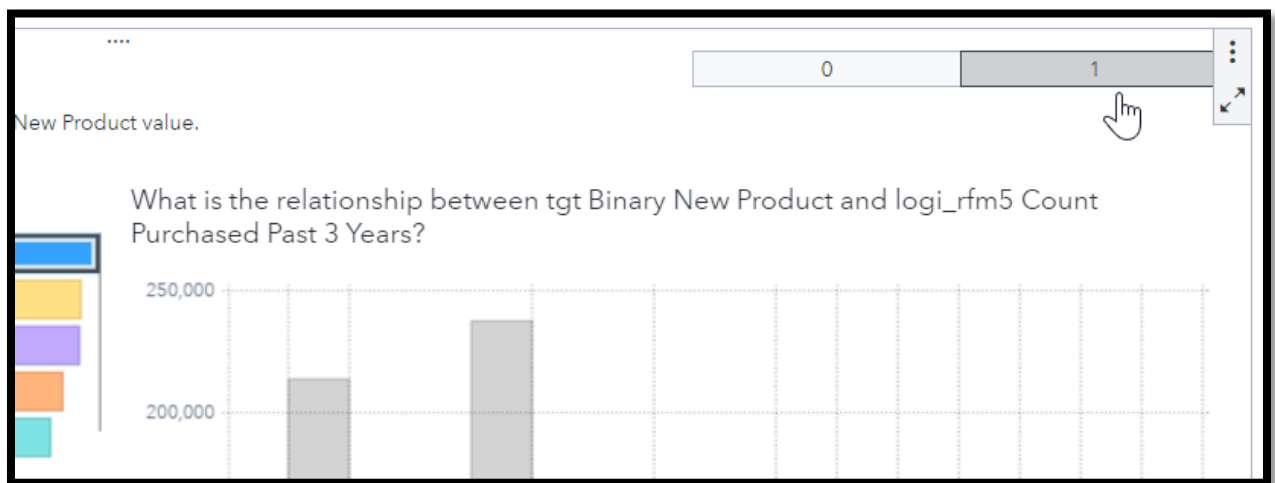 ....
0
1
New Product value.
What is the relationship between tgt Binary New Product and logi_rfm5 Count
Purchased Past 3 Years?
250,000
200,000